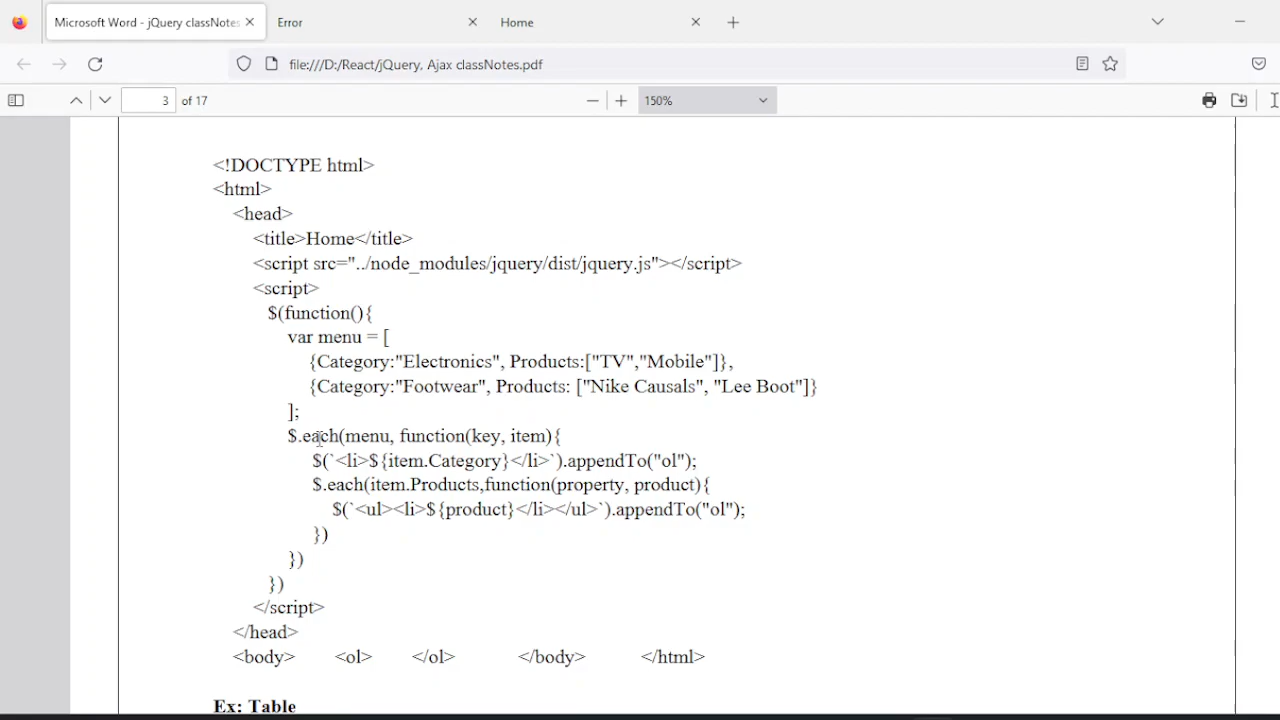 Microsoft Word - jQuery classNotes
Error
Home
file:///D:/React/jQuery, Ajax classNotes.pdf
3 of 17
150%
<!DOCTYPE html>
<html>
<head>
<title>Home</title>
<script src="../node_modules/jquery/dist/jquery.js"></script>
<script>
$(function(){
var menu = [
{Category:"Electronics", Products:["TV","Mobile"]},
{Category:"Footwear", Products: ["Nike Causals", "Lee Boot"]}
];
$.each(menu, function(key, item){
$(`<li>${item.Category}</li>`).appendTo("ol");
$.each(item.Products,function(property, product){
$(`<ul><li>${product}</li></ul>`).appendTo("ol");
})
})
})
</script>
</head>
<body> <ol> </ol> </body> </html>
Ex: Table